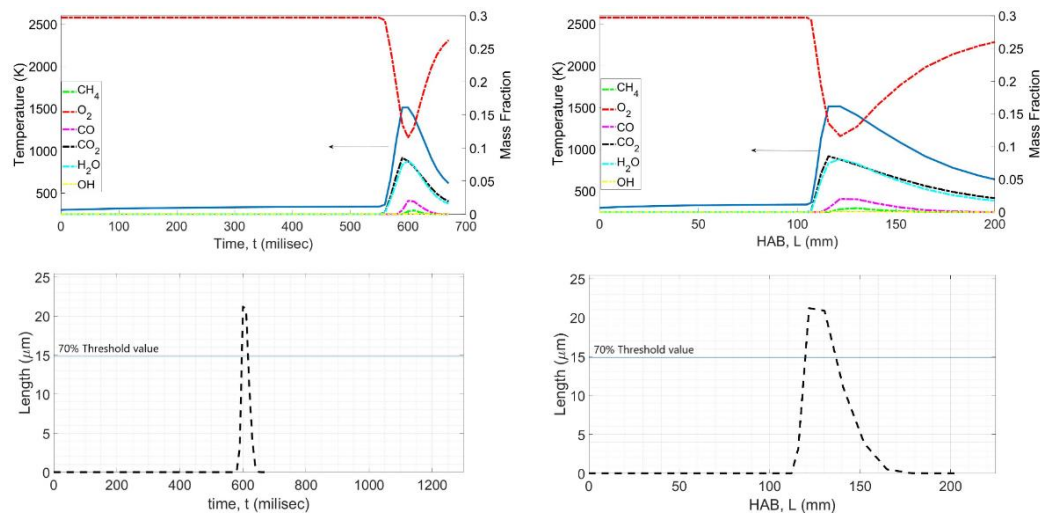 Temperature (K)
2500
2000
1500
1000
500
0.3
0.25
0.2
0.15
0.1
0.05
0
Mass Fraction
CH4
O2
CO
CO2
H2O
OH
0 100 200 300 400 500 600 700
Time, t (milisec)
Temperature (K)
2500
2000
1500
1000
500
0.3
0.25
0.2
0.15
0.1
0.05
0
Mass Fraction
CH4
O2
CO
CO2
H2O
OH
0 50 100 150 200
HAB, L (mm)
Length (μm)
25
20
15
10
5
0
70% Threshold value
0 200 400 600 800 1000 1200
time, t (milisec)
Length (μm)
25
20
15
10
5
0
70% Threshold value
0 50 100 150 200
HAB, L (mm)